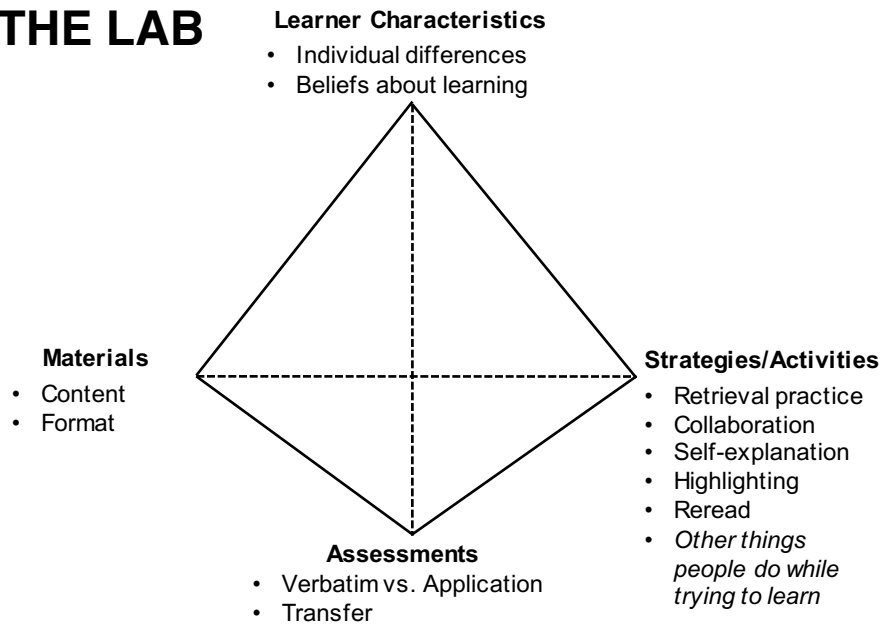 THE LAB
Learner Characteristics
• Individual differences
• Beliefs about learning
Materials
• Content
• Format
Strategies/Activities
• Retrieval practice
• Collaboration
• Self-explanation
• Highlighting
• Reread
• Other things
people do while
trying to learn
Assessments
• Verbatim vs. Application
• Transfer